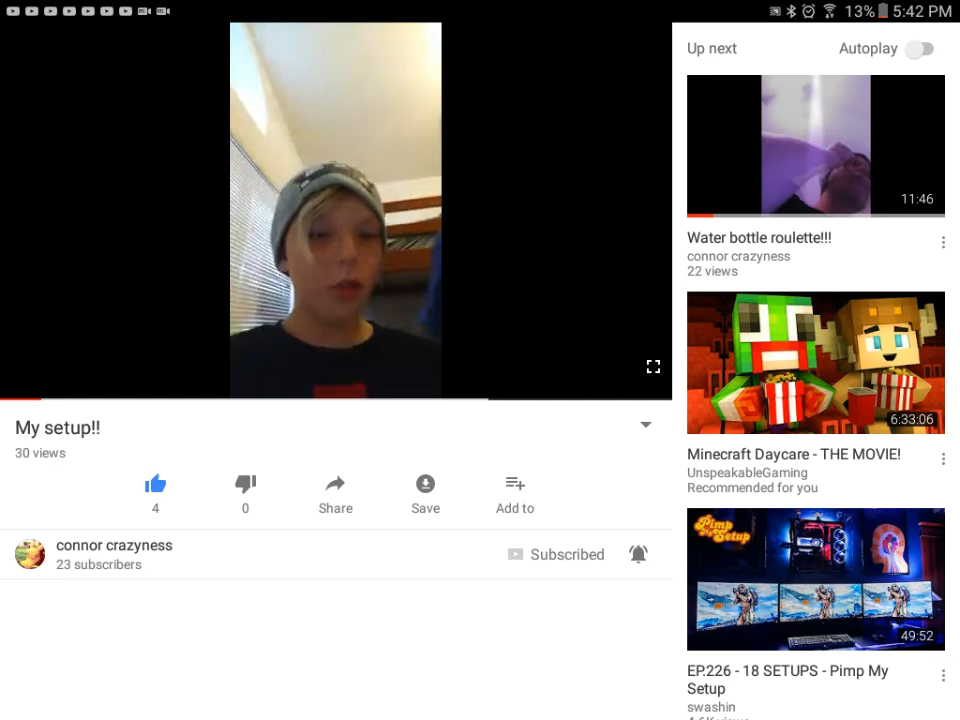 13% 5:42 PM
Up next
Autoplay
11:46
Water bottle roulette!!!
connor crazyness
22 views
6:33:06
Minecraft Daycare - THE MOVIE!
UnspeakableGaming
Recommended for you
Pimp
My
Setup
49:52
EP.226 - 18 SETUPS - Pimp My
Setup
swashin
My setup!!
30 views
4
0
Share
Save
Add to
connor crazyness
23 subscribers
Subscribed